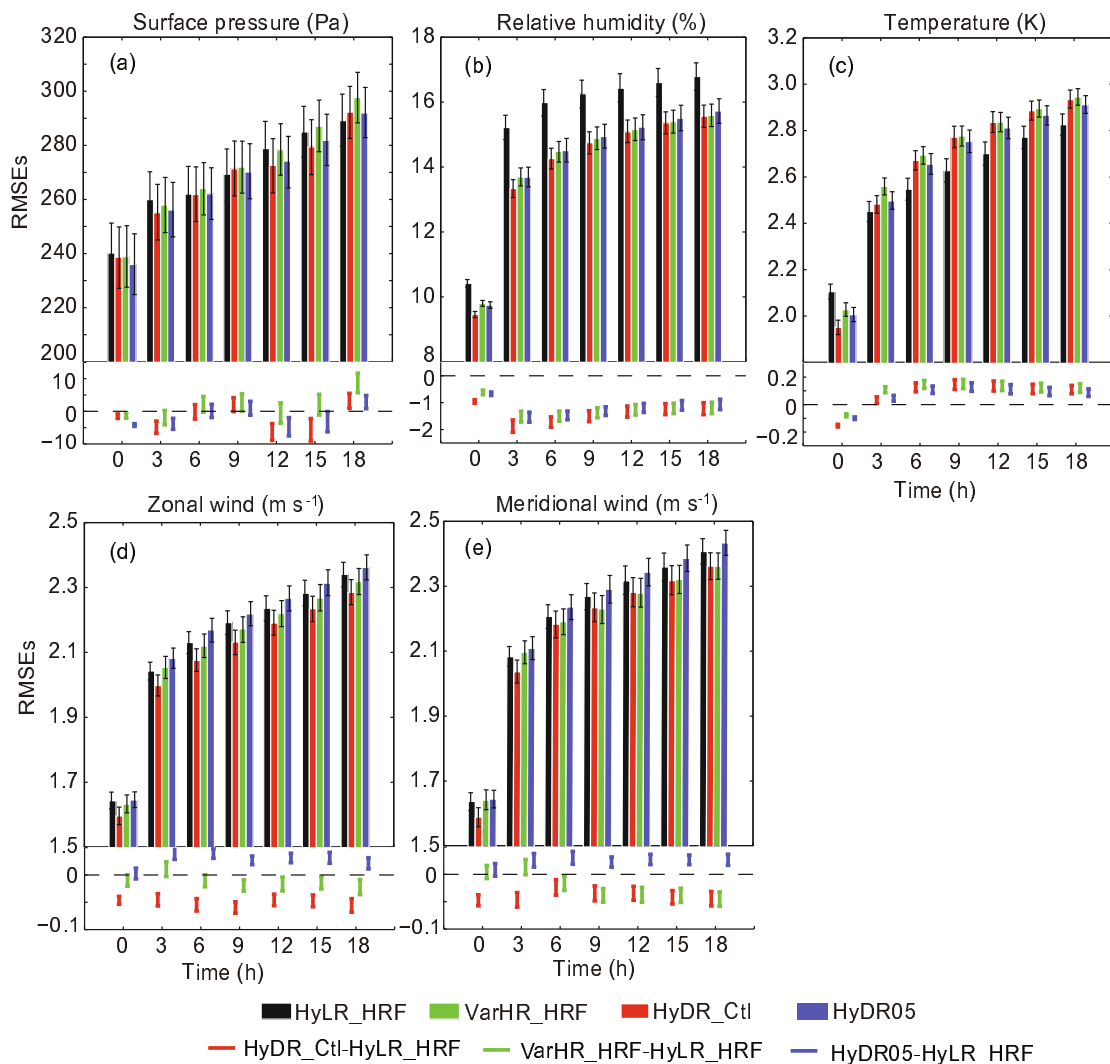 Surface pressure (Pa)
Relative humidity (%)
Temperature (K)
(a)
(b)
(c)
RMSEs
320
300
280
260
240
220
200
10
0
−10
0 3 6 9 12 15 18
18
16
14
12
10
8
0
−1
−2
0 3 6 9 12 15 18
3.2
3.0
2.8
2.6
2.4
2.2
2.0
0.2
0
−0.2
0 3 6 9 12 15 18
Time (h)
Zonal wind (m s⁻¹)
Meridional wind (m s⁻¹)
(d)
(e)
RMSEs
2.5
2.3
2.1
1.9
1.7
1.5
0
−0.1
0 3 6 9 12 15 18
Time (h)
2.5
2.3
2.1
1.9
1.7
1.5
0
−0.1
0 3 6 9 12 15 18
Time (h)
HyLR_HRF VarHR_HRF HyDR_Ctl HyDR05
HyDR_Ctl-HyLR_HRF VarHR_HRF-HyLR_HRF HyDR05-HyLR HRF